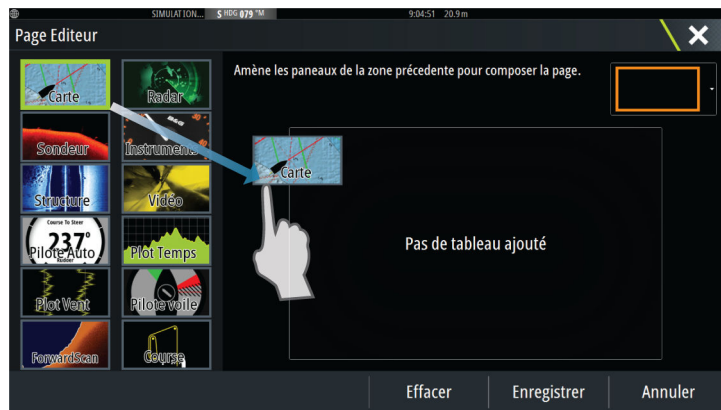 SIMULATION... S HDG 079 °M 9:04:51 20.9 m
Page Editeur
Amène les panneaux de la zone précedente pour composer la page.
Carte Radar
Sondeur Instruments
Carte
Structure Vidéo
Course To Steer
237°
Rudder
Pilote Auto Plot Temps
Pas de tableau ajouté
Plot Vent Pilote voile
ForwardScan Course
Effacer Enregistrer Annuler